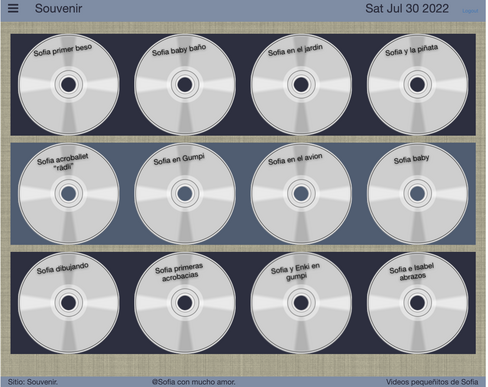 Souvenir
Sat Jul 30 2022
Logout
Sofia primer beso
Sofia baby baño
Sofia en el jardin
Sofia y la piñata
Sofia acroballet
"rádli"
Sofia en Gumpi
Sofia en el avion
Sofia baby
Sofia dibujando
Sofia primeras
acrobacias
Sofia y Enki en
gumpi
Sofia e Isabel
abrazos
Sitio: Souvenir.
@Sofia con mucho amor.
Videos pequeñitos de Sofia